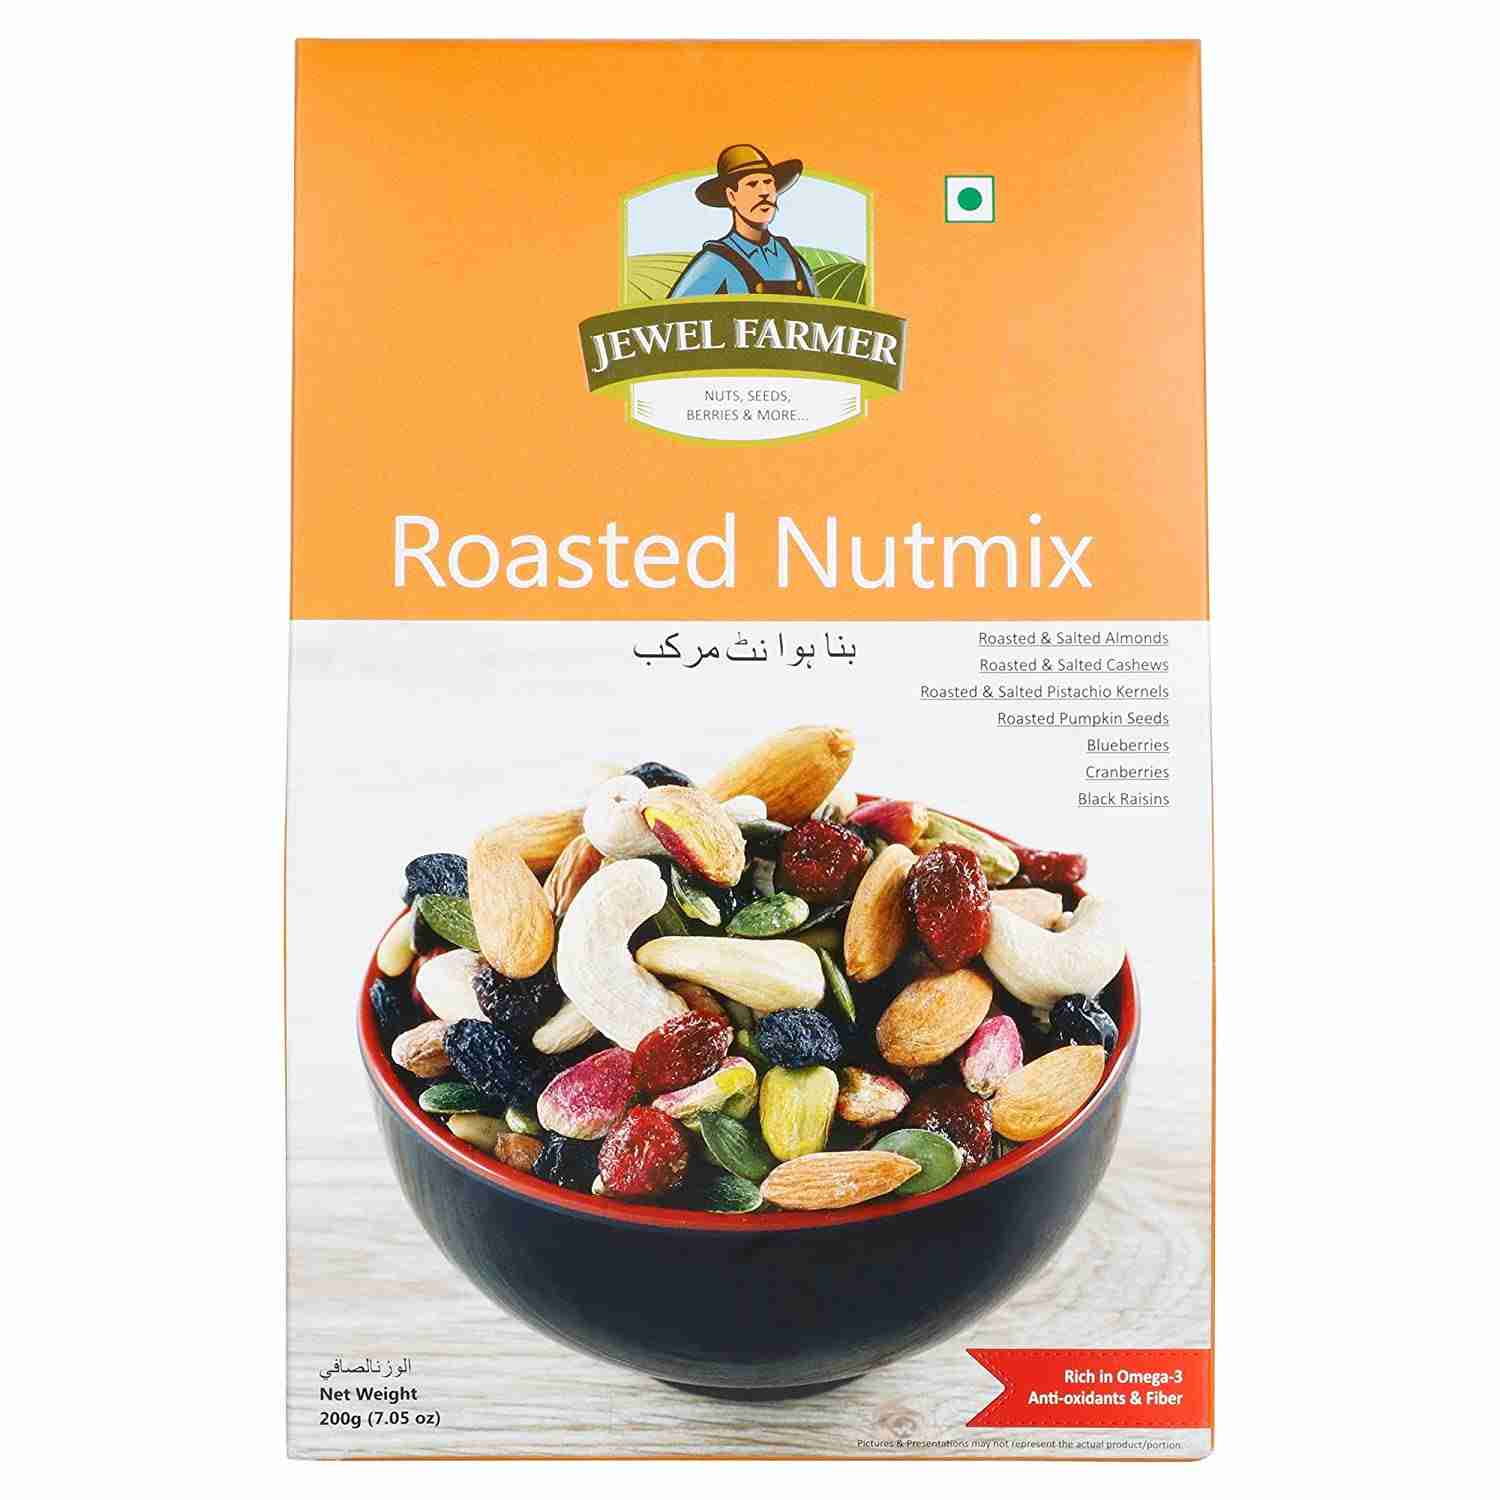 JEWEL FARMER
NUTS, SEEDS,
BERRIES & MORE...
Roasted Nutmix
بنا ہوا نٹ مرکب
Roasted & Salted Almonds
Roasted & Salted Cashews
Roasted & Salted Pistachio Kernels
Roasted Pumpkin Seeds
Blueberries
Cranberries
Black Raisins
الوزنالصافي
Net Weight
200g (7.05 oz)
Rich in Omega-3
Anti-oxidants & Fiber
Pictures & Presentations may not represent the actual product/portion.